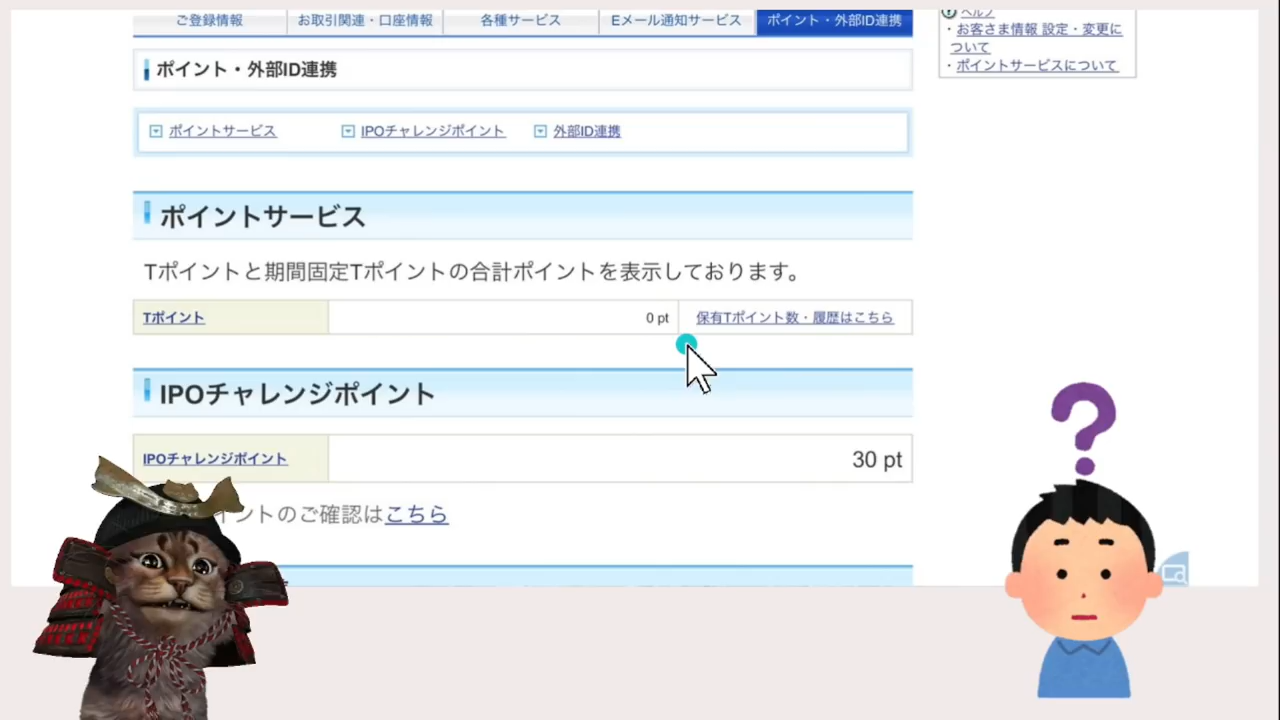 ご登録情報
お取引関連・口座情報
各種サービス
Eメール通知サービス
ポイント・外部ID連携
ヘルプ
・お客さま情報 設定・変更に
ついて
・ポイントサービスについて
ポイント・外部ID連携
ポイントサービス
IPOチャレンジポイント
外部ID連携
ポイントサービス
Tポイントと期間固定Tポイントの合計ポイントを表示しております。
Tポイント
0 pt
保有Tポイント数・履歴はこちら
IPOチャレンジポイント
IPOチャレンジポイント
30 pt
イントのご確認はこちら
?